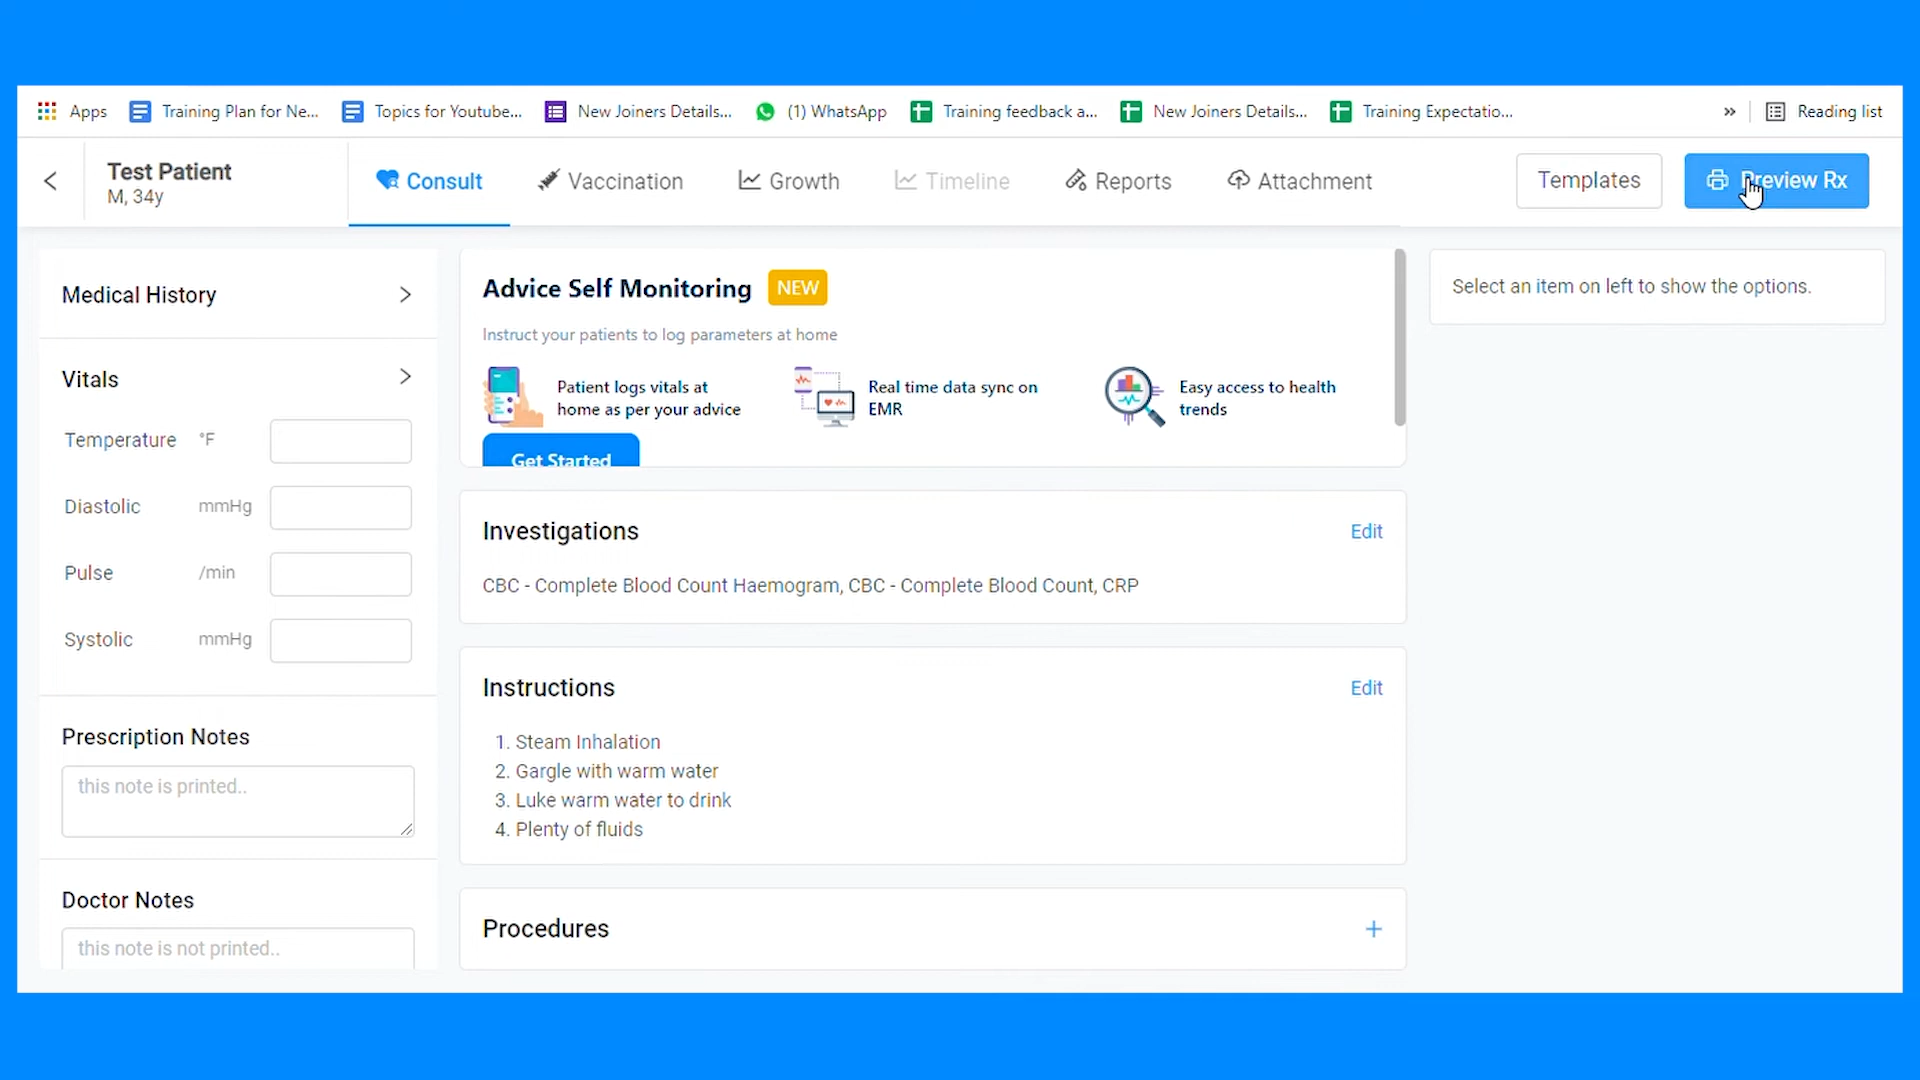 Apps Training Plan for Ne... Topics for Youtube... New Joiners Details... (1) WhatsApp Training feedback a... New Joiners Details... Training Expectatio... » Reading list
Test Patient
M, 34y
Consult Vaccination Growth Timeline Reports Attachment Templates Preview Rx
Medical History
Vitals
Temperature °F
Diastolic mmHg
Pulse /min
Systolic mmHg
Prescription Notes
this note is printed..
Doctor Notes
this note is not printed..
Advice Self Monitoring NEW
Instruct your patients to log parameters at home
Patient logs vitals at
home as per your advice
Real time data sync on
EMR
Easy access to health
trends
Get Started
Investigations Edit
CBC - Complete Blood Count Haemogram, CBC - Complete Blood Count, CRP
Instructions Edit
1. Steam Inhalation
2. Gargle with warm water
3. Luke warm water to drink
4. Plenty of fluids
Procedures +
Select an item on left to show the options.